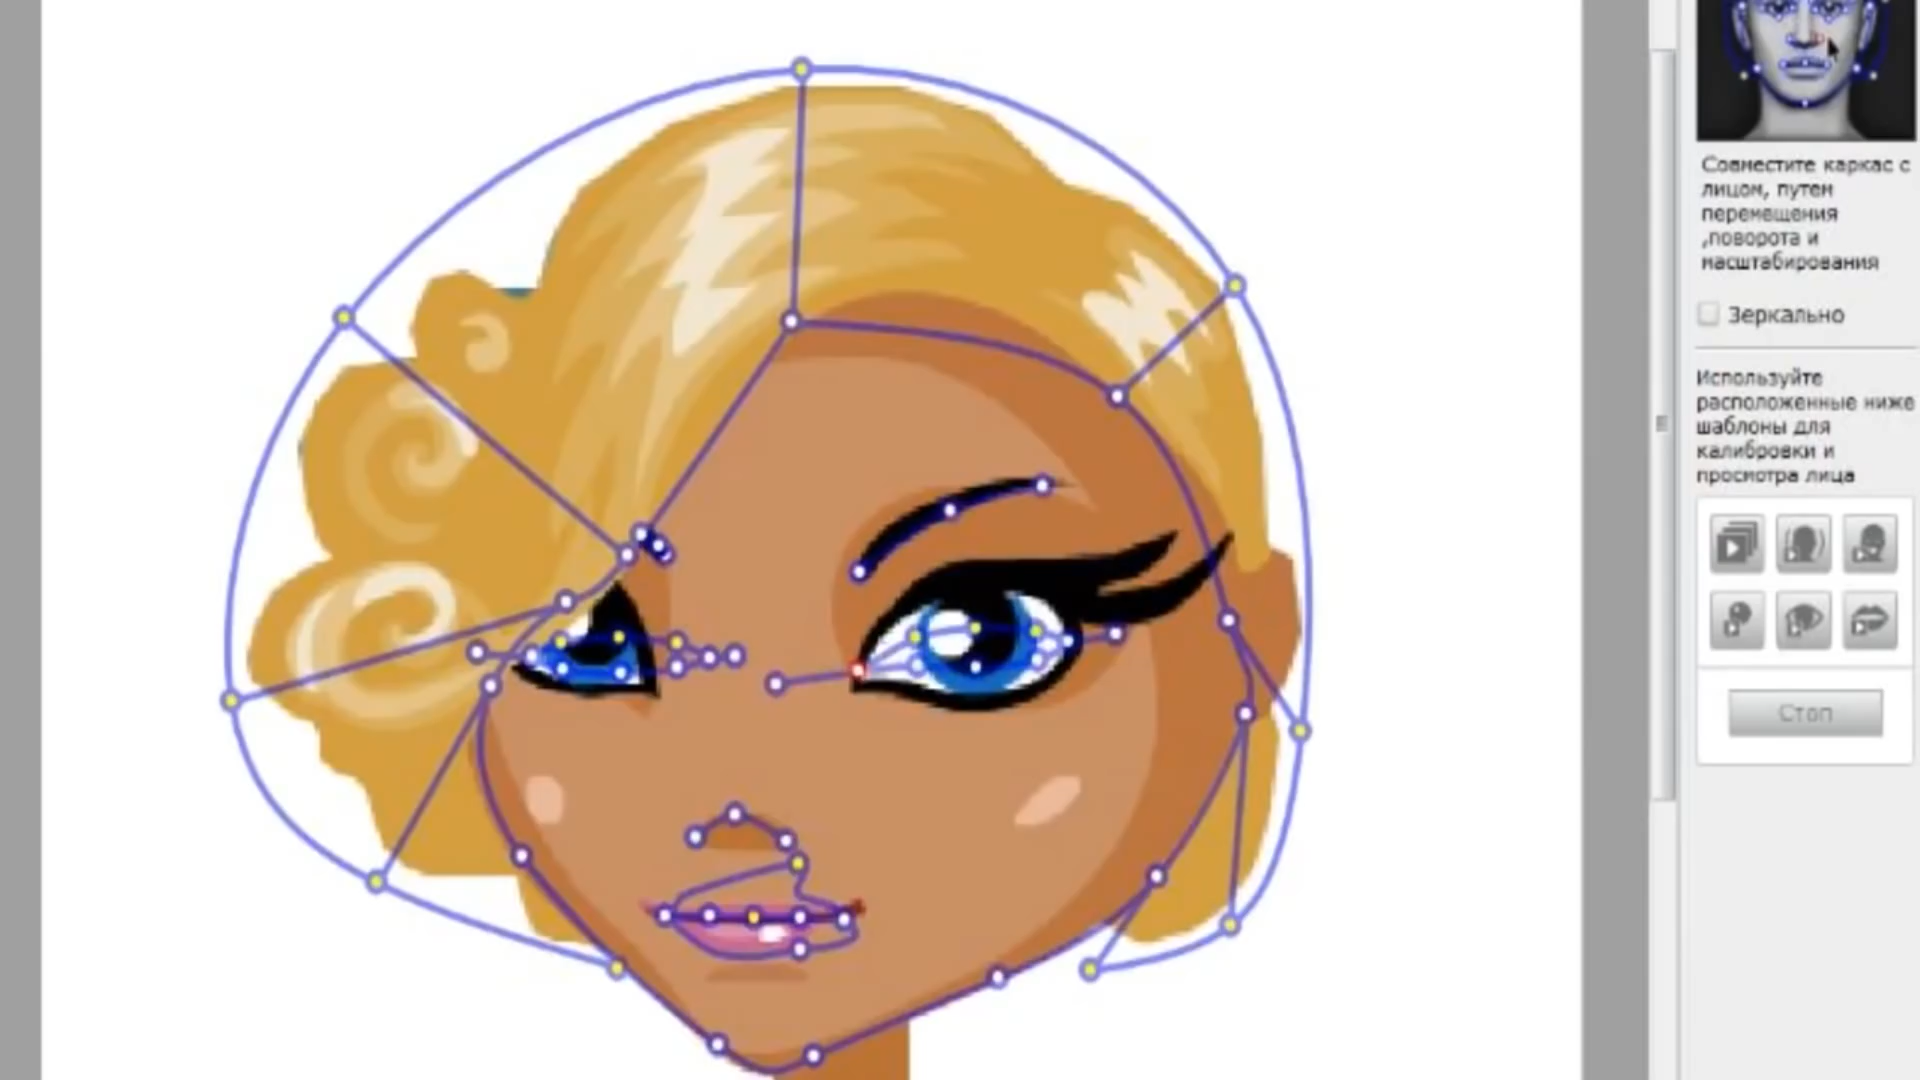 Совместите каркас с
лицом, путем
перемещения
,поворота и
масштабирования
Зеркально
Используйте
расположенные ниже
шаблоны для
калибровки и
просмотра лица
Стоп